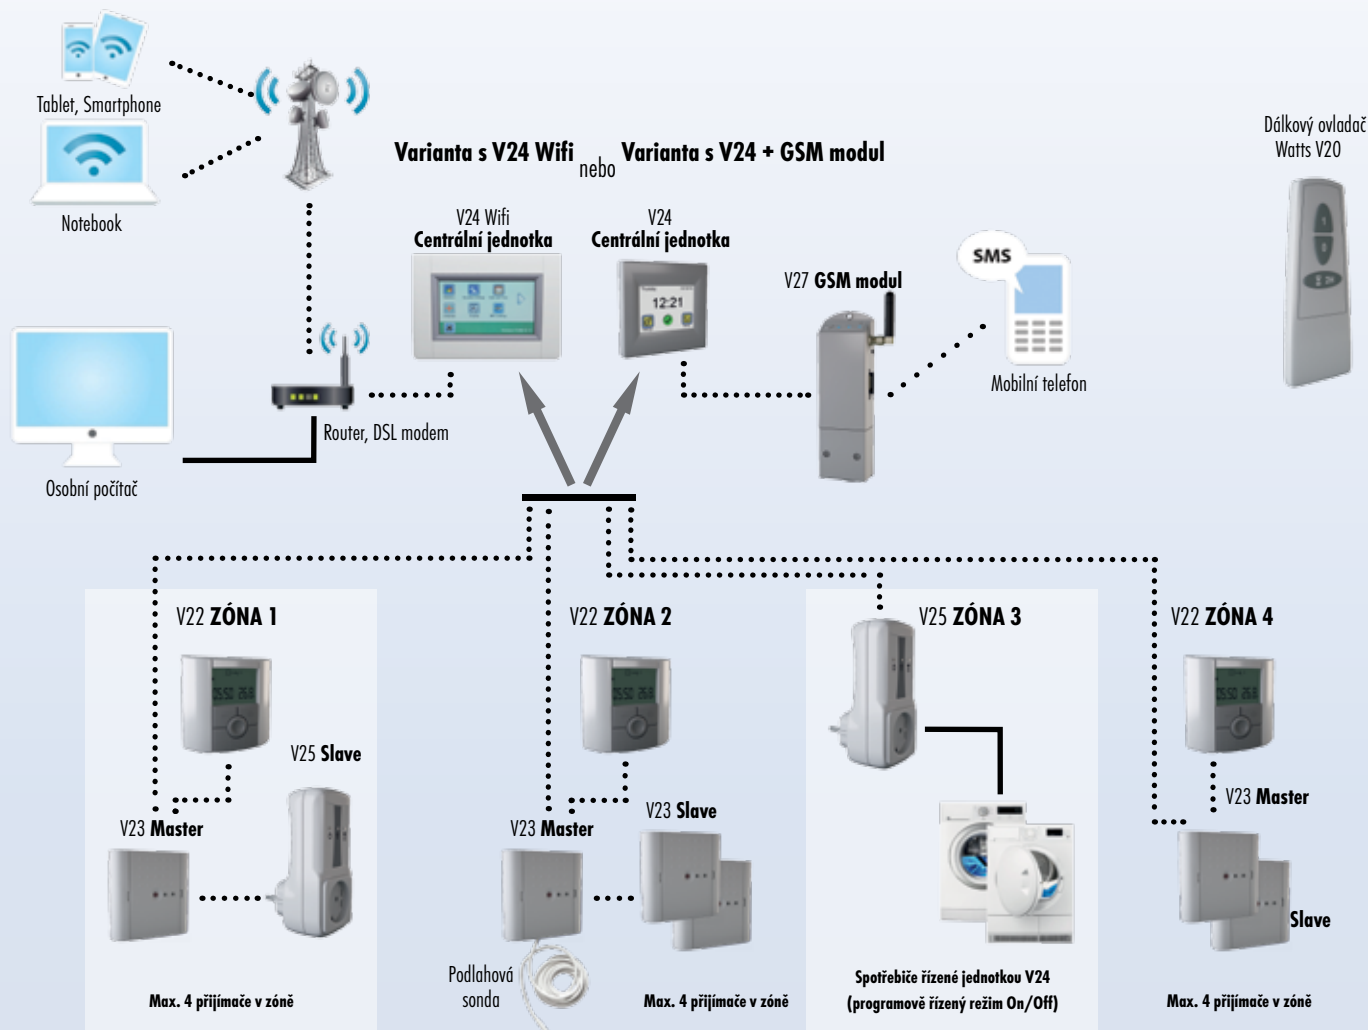 Tablet, Smartphone
Notebook
Varianta s V24 Wifi nebo Varianta s V24 + GSM modul
Dálkový ovladač
Watts V20
V24 Wifi
Centrální jednotka
V24
Centrální jednotka
12:21
V27 GSM modul
SMS
Mobilní telefon
Router, DSL modem
Osobní počítač
V22 ZÓNA 1
V25 Slave
V23 Master
Max. 4 přijímače v zóně
V22 ZÓNA 2
V23 Slave
V23 Master
Podlahová
sonda
Max. 4 přijímače v zóně
V25 ZÓNA 3
Spotřebiče řízené jednotkou V24
(programově řízený režim On/Off)
V22 ZÓNA 4
V23 Master
Slave
Max. 4 přijímače v zóně